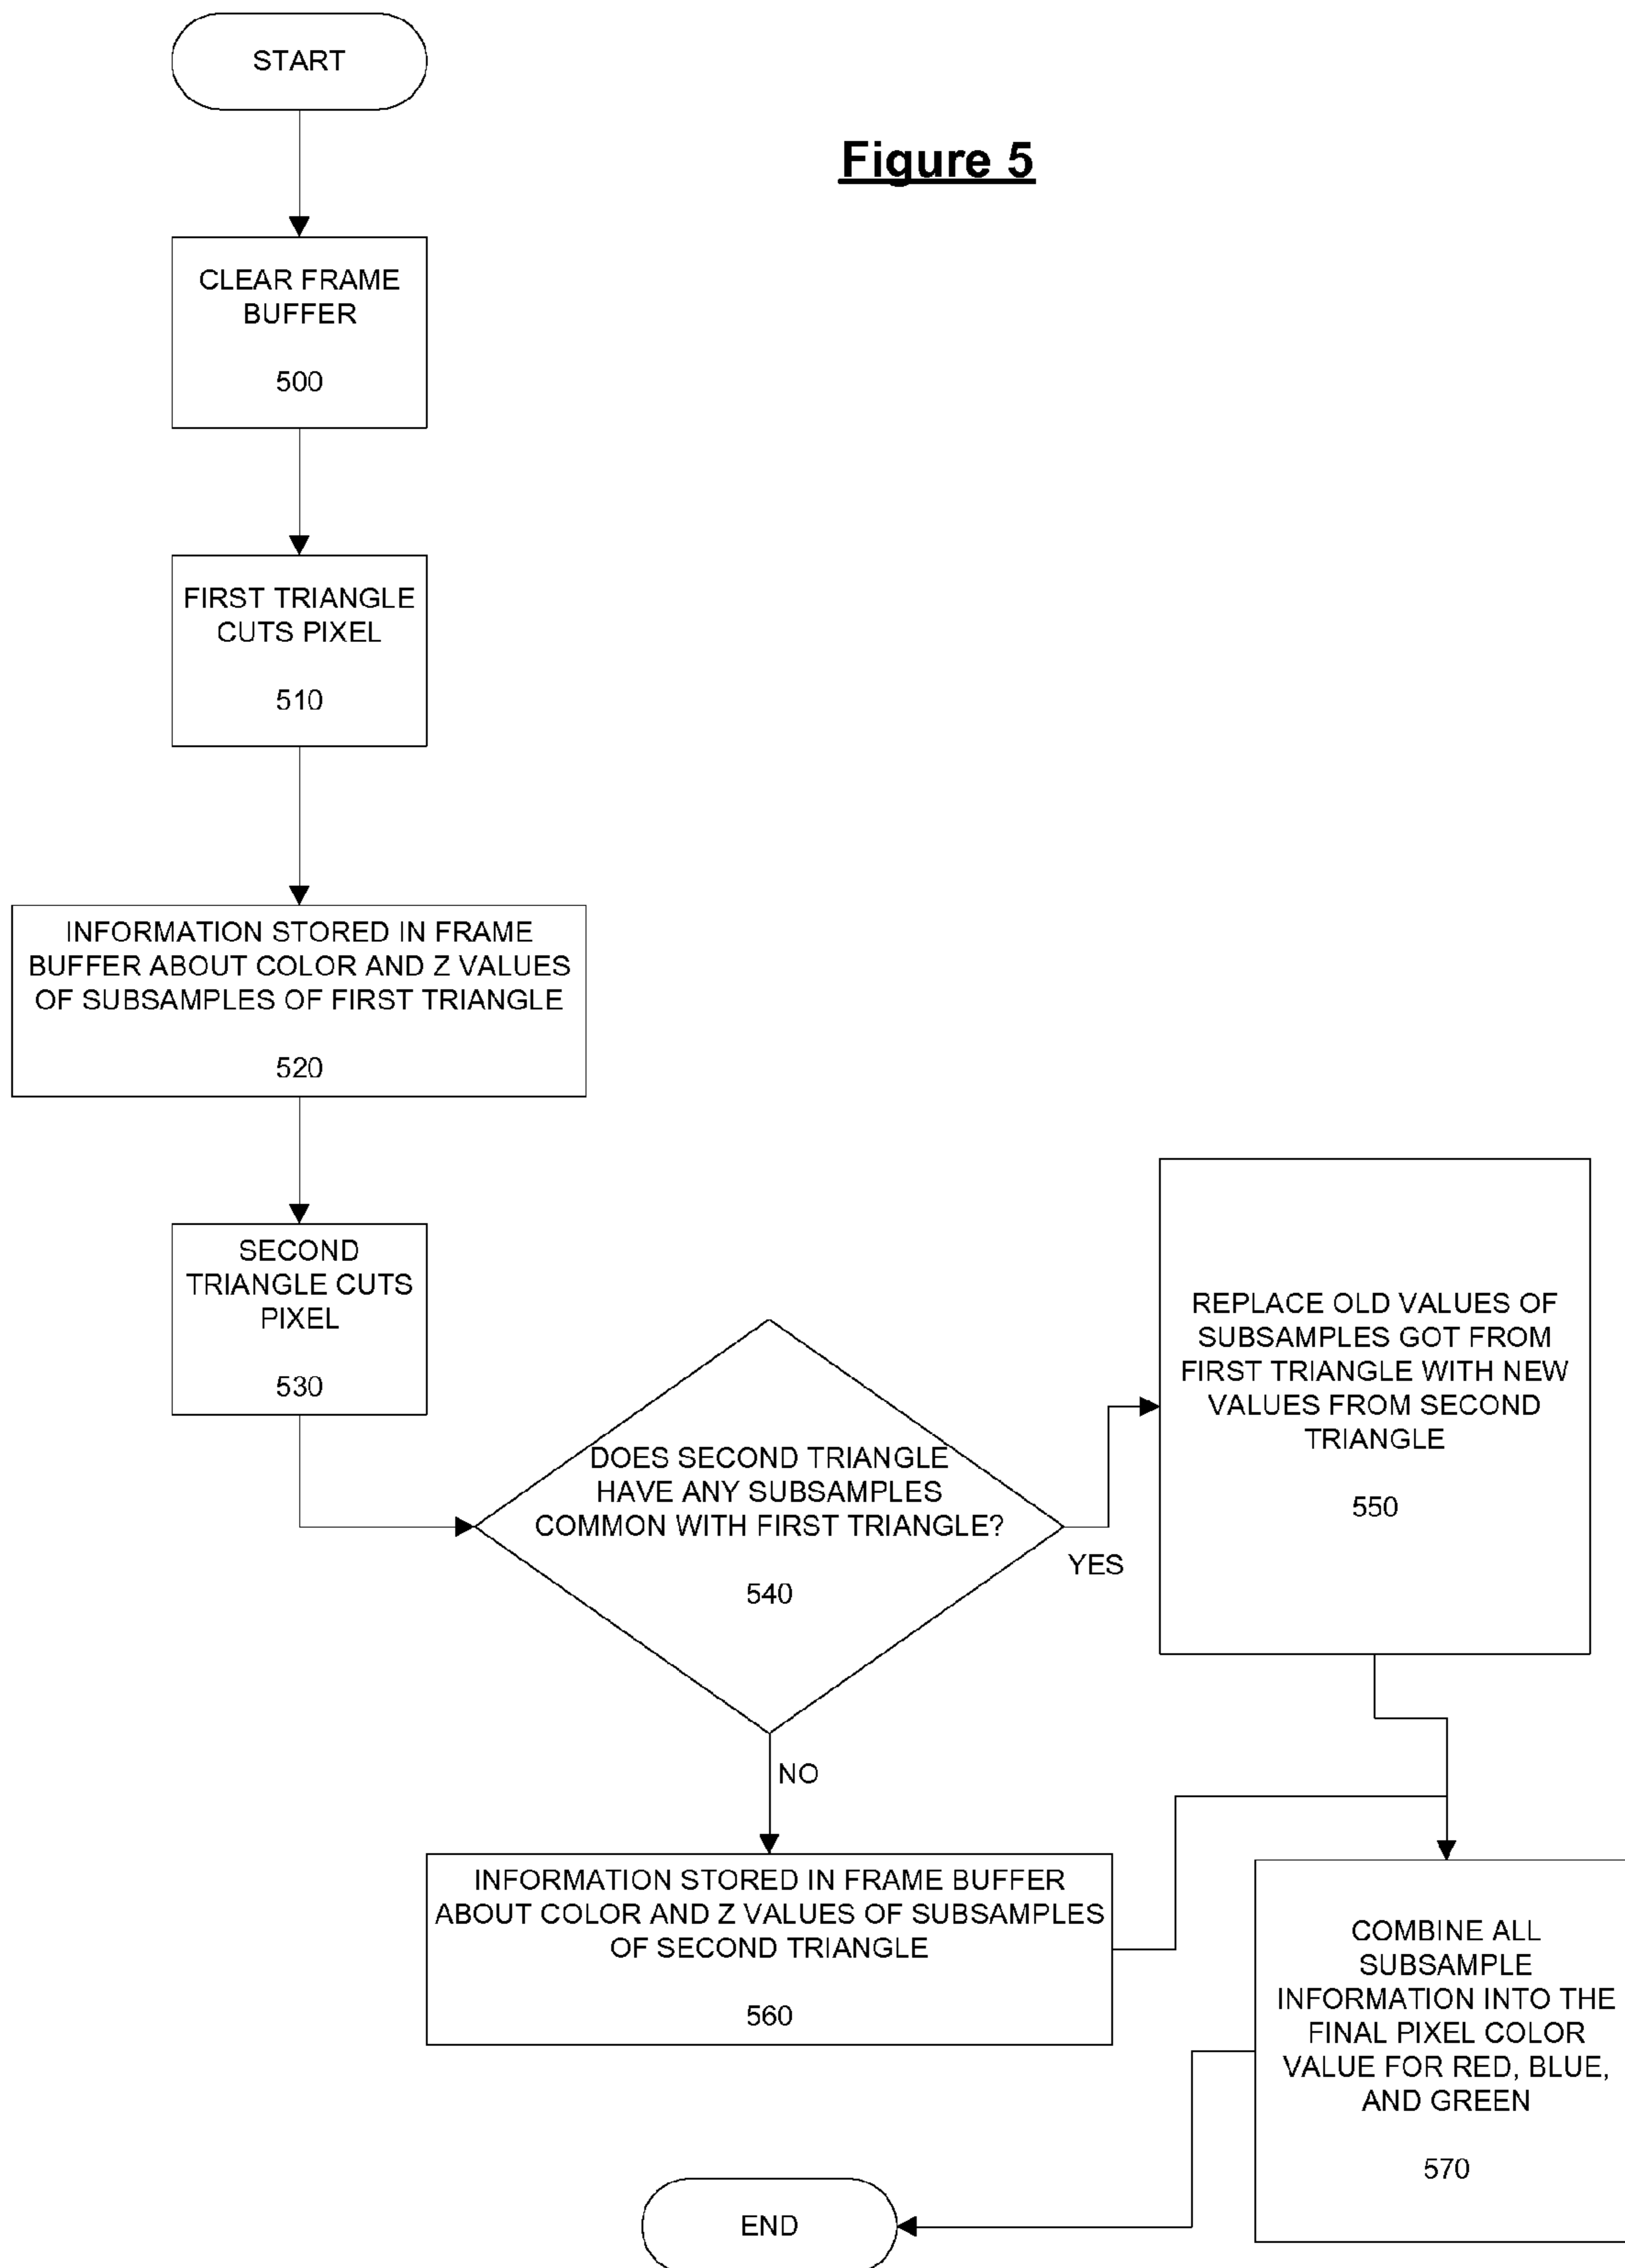 START
Figure 5
CLEAR FRAME
BUFFER
500
FIRST TRIANGLE
CUTS PIXEL
510
INFORMATION STORED IN FRAME
BUFFER ABOUT COLOR AND Z VALUES
OF SUBSAMPLES OF FIRST TRIANGLE
520
SECOND
TRIANGLE CUTS
PIXEL
530
DOES SECOND TRIANGLE
HAVE ANY SUBSAMPLES
COMMON WITH FIRST TRIANGLE?
540
YES
REPLACE OLD VALUES OF
SUBSAMPLES GOT FROM
FIRST TRIANGLE WITH NEW
VALUES FROM SECOND
TRIANGLE
550
NO
INFORMATION STORED IN FRAME BUFFER
ABOUT COLOR AND Z VALUES OF SUBSAMPLES
OF SECOND TRIANGLE
560
COMBINE ALL
SUBSAMPLE
INFORMATION INTO THE
FINAL PIXEL COLOR
VALUE FOR RED, BLUE,
AND GREEN
570
END